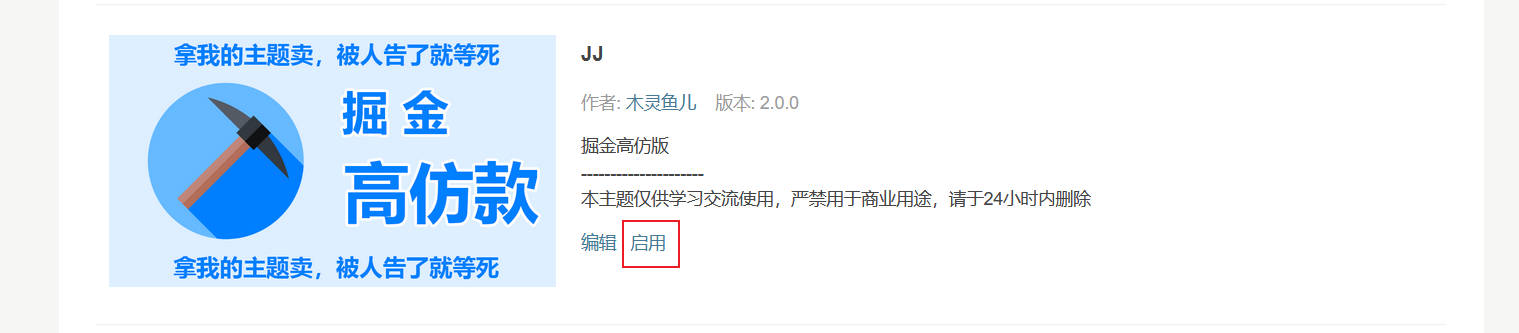 拿我的主题卖，被人告了就等死
掘 金
高仿款
拿我的主题卖，被人告了就等死
JJ
作者: 木灵鱼儿 版本: 2.0.0
掘金高仿版
---------------------
本主题仅供学习交流使用，严禁用于商业用途，请于24小时内删除
编辑 启用